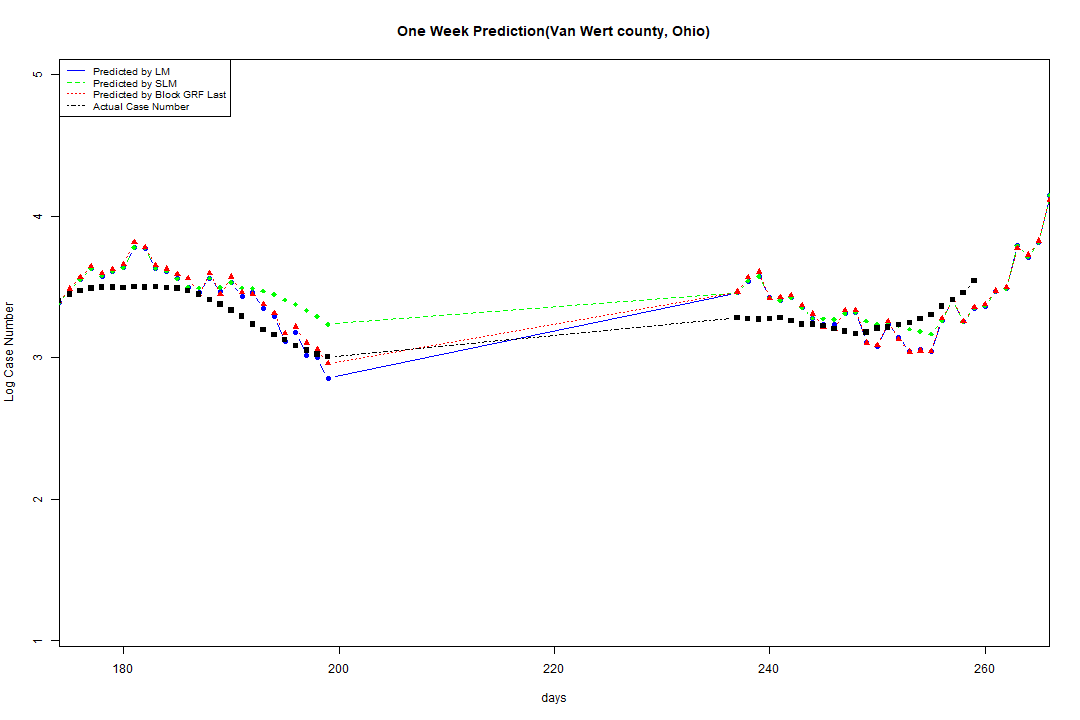 One Week Prediction(Van Wert county, Ohio)
Predicted by LM
Predicted by SLM
Predicted by Block GRF Last
Actual Case Number
5
4
3
2
1
Log Case Number
180 200 220 240 260
days